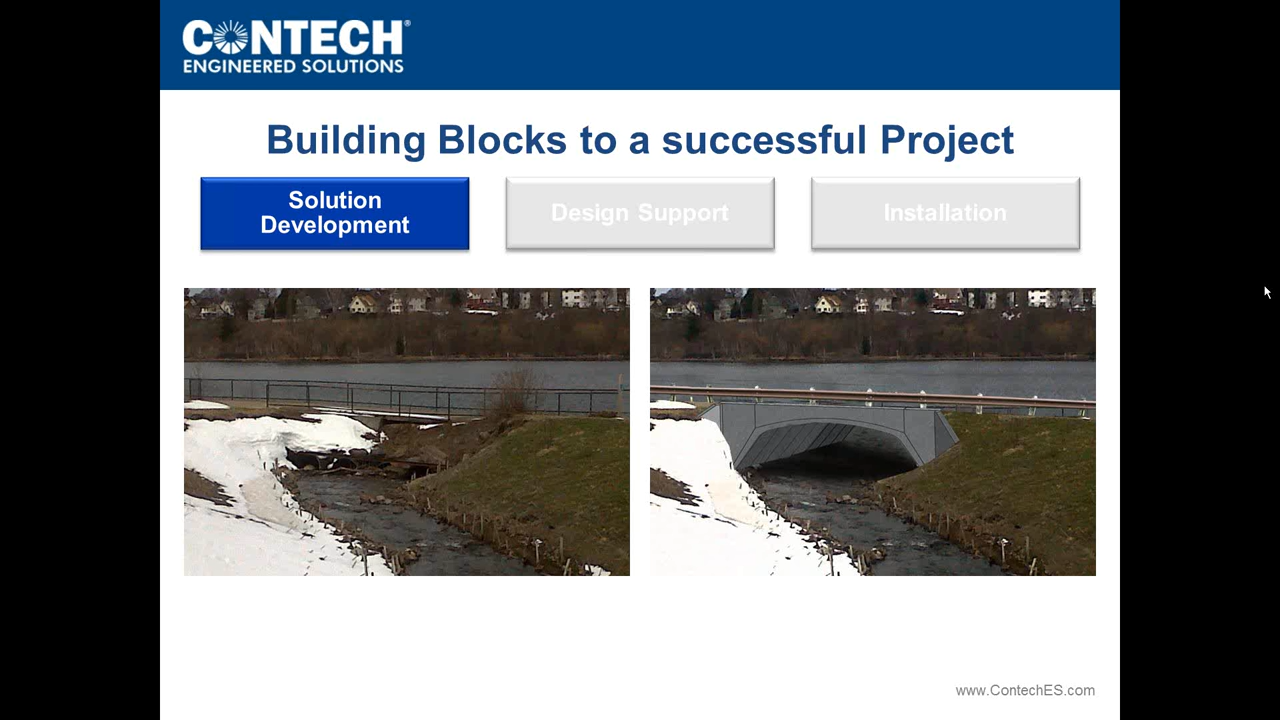 CONTECH®
ENGINEERED SOLUTIONS
Building Blocks to a successful Project
Solution
Development
Design Support
Installation
www.ContechES.com